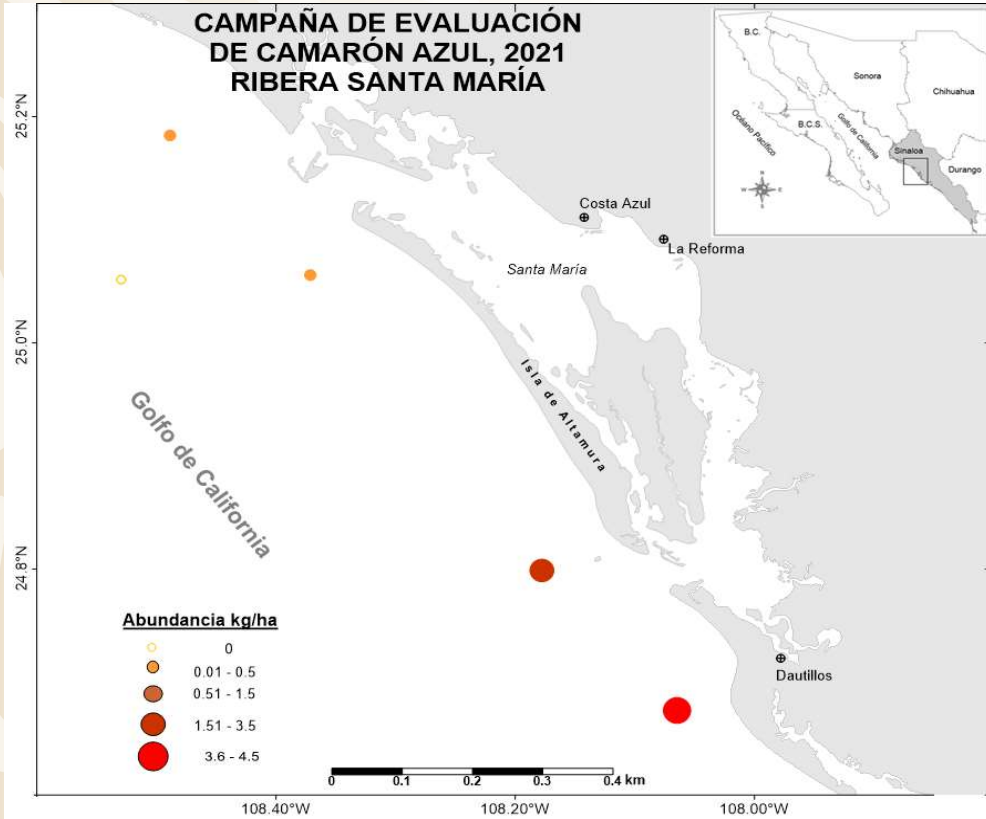 CAMPAÑA DE EVALUACIÓN
DE CAMARÓN AZUL, 2021
RIBERA SANTA MARÍA
B.C.
Sonora
Chihuahua
B.C.S.
Golfo de California
Océano Pacífico
Sinaloa
Durango
N
W
E
S
25.2°N
25.0°N
24.8°N
Costa Azul
La Reforma
Santa María
Isla de Altamura
Golfo de California
Dautillos
Abundancia kg/ha
0
0.01 - 0.5
0.51 - 1.5
1.51 - 3.5
3.6 - 4.5
0 0.1 0.2 0.3 0.4 km
108.40°W 108.20°W 108.00°W